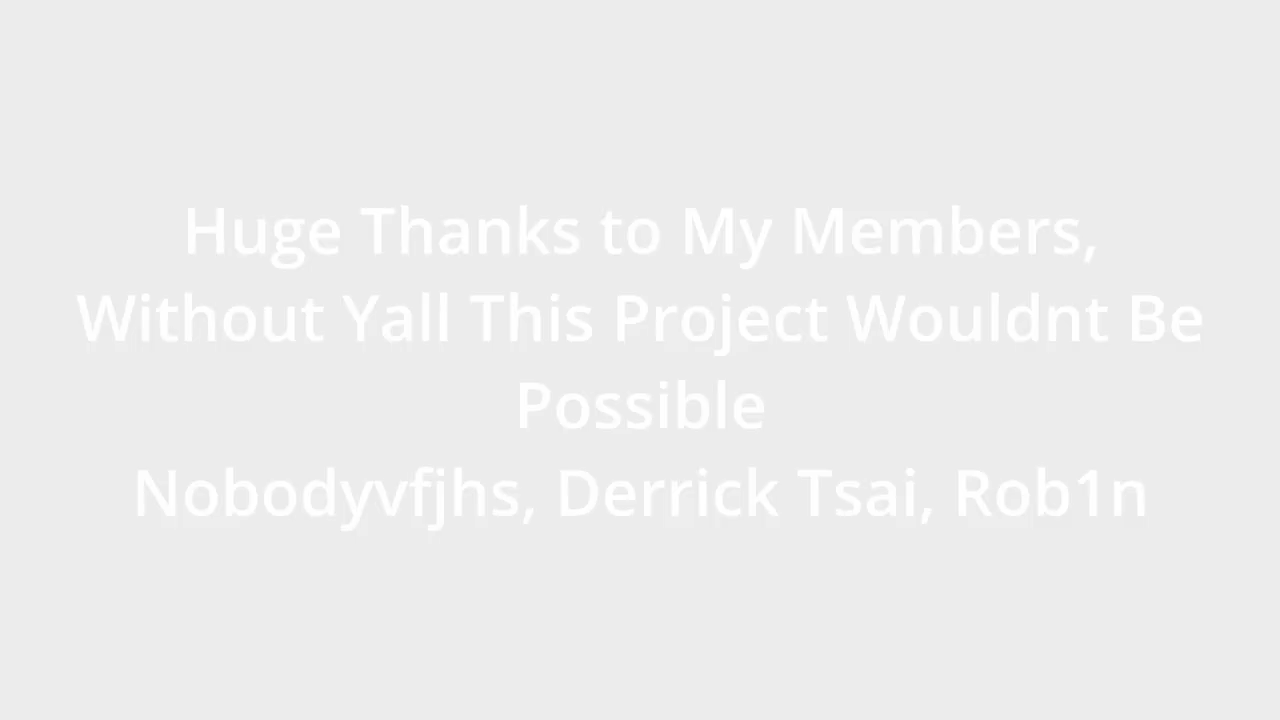 Huge Thanks to My Members,
Without Yall This Project Wouldnt Be
Possible
Nobodyvfjhs, Derrick Tsai, Rob1n